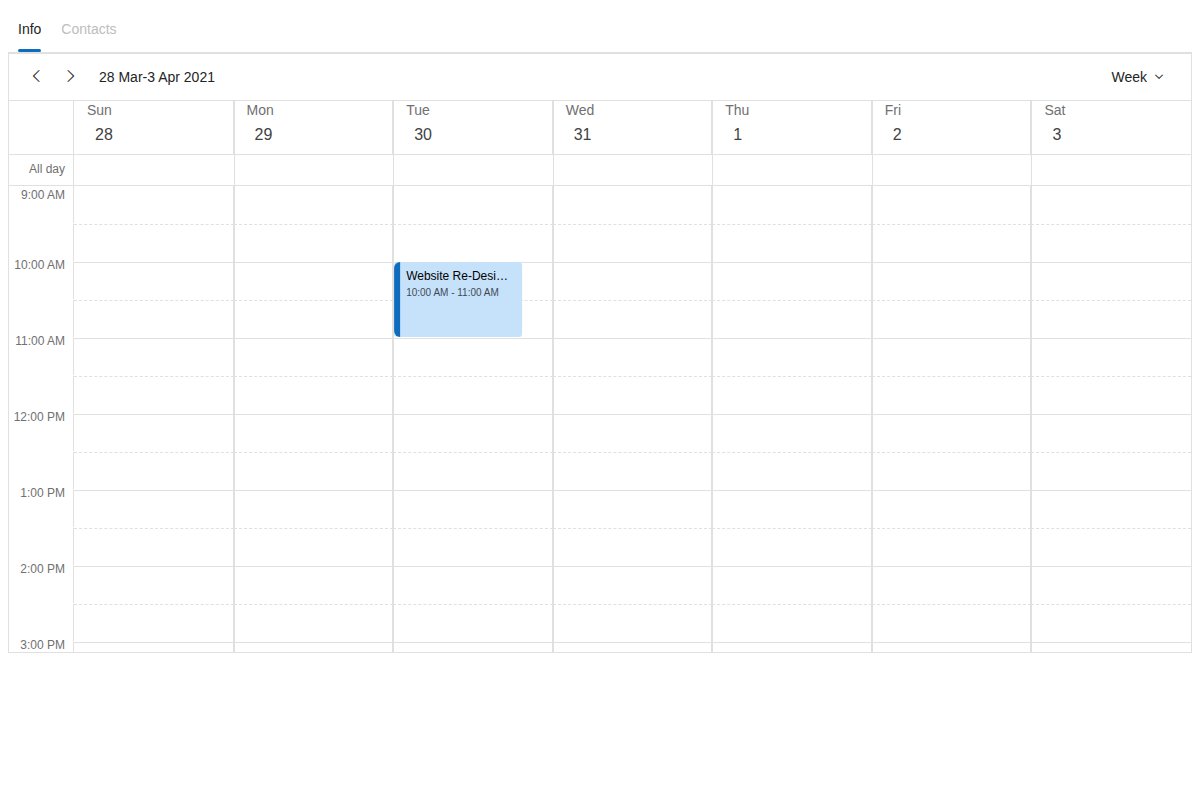 Info Contacts
28 Mar-3 Apr 2021 Week
Sun Mon Tue Wed Thu Fri Sat
28 29 30 31 1 2 3
All day
9:00 AM
10:00 AM
Website Re-Desi…
10:00 AM - 11:00 AM
11:00 AM
12:00 PM
1:00 PM
2:00 PM
3:00 PM